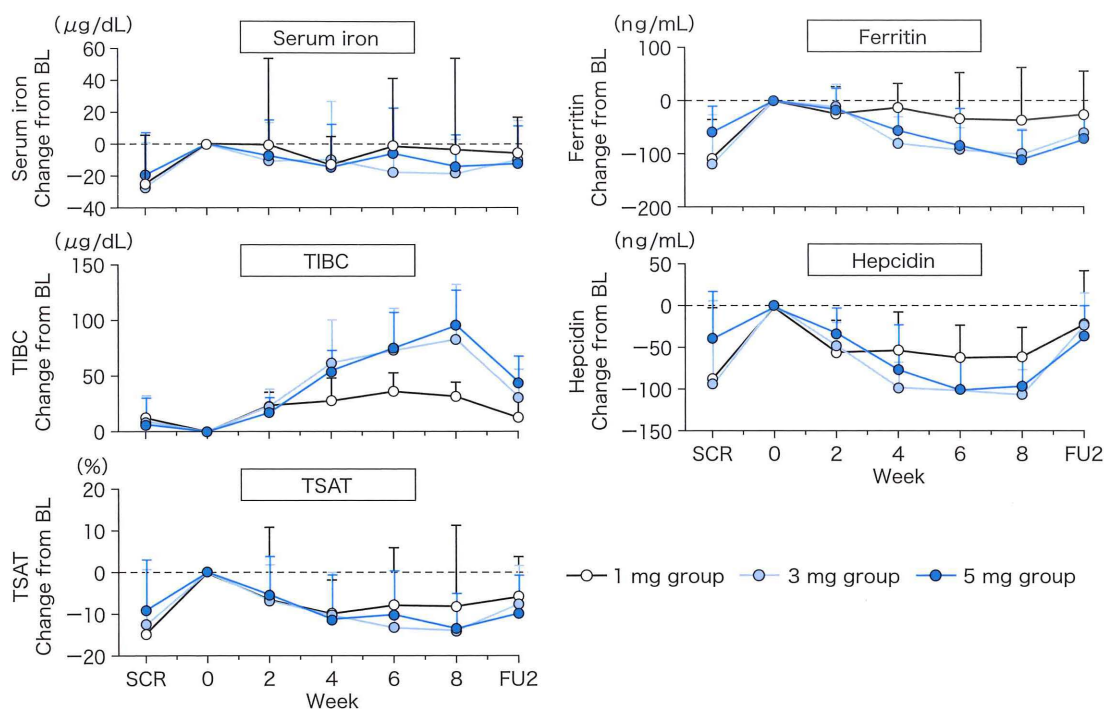 (μg/dL)
Serum iron
Serum iron
Change from BL
60
40
20
0
−20
−40
(ng/mL)
Ferritin
Ferritin
Change from BL
100
0
−100
−200
(μg/dL)
TIBC
TIBC
Change from BL
150
100
50
0
(ng/mL)
Hepcidin
Hepcidin
Change from BL
50
0
−50
−100
−150
SCR 0 2 4 6 8 FU2
Week
(%)
TSAT
TSAT
Change from BL
20
10
0
−10
−20
SCR 0 2 4 6 8 FU2
Week
1 mg group 3 mg group 5 mg group